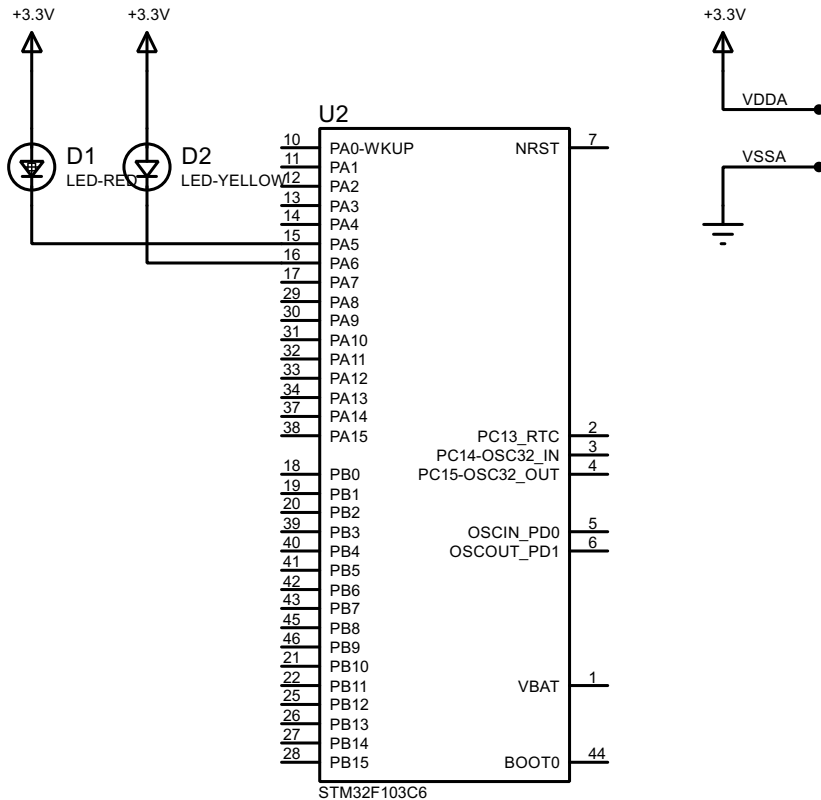 +3.3V
+3.3V
+3.3V
VDDA
VSSA
D1
LED-RED
D2
LED-YELLOW
U2
10 PA0-WKUP
11 PA1
12 PA2
13 PA3
14 PA4
15 PA5
16 PA6
17 PA7
29 PA8
30 PA9
31 PA10
32 PA11
33 PA12
34 PA13
37 PA14
38 PA15
18 PB0
19 PB1
20 PB2
39 PB3
40 PB4
41 PB5
42 PB6
43 PB7
45 PB8
46 PB9
21 PB10
22 PB11
25 PB12
26 PB13
27 PB14
28 PB15
NRST 7
PC13_RTC 2
PC14-OSC32_IN 3
PC15-OSC32_OUT 4
OSCIN_PD0 5
OSCOUT_PD1 6
VBAT 1
BOOT0 44
STM32F103C6